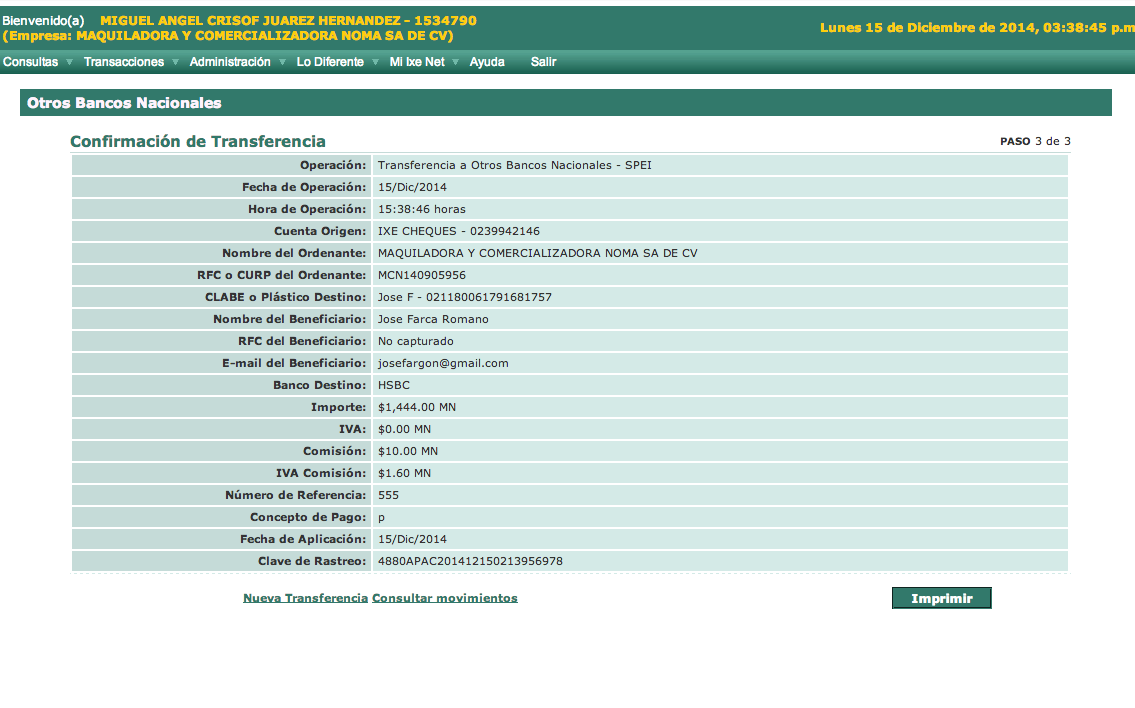 Bienvenido(a) MIGUEL ANGEL CRISOF JUAREZ HERNANDEZ - 1534790
(Empresa: MAQUILADORA Y COMERCIALIZADORA NOMA SA DE CV)
Lunes 15 de Diciembre de 2014, 03:38:45 p.m
Consultas Transacciones Administración Lo Diferente Mi Ixe Net Ayuda Salir
Otros Bancos Nacionales
Confirmación de Transferencia PASO 3 de 3
Operación: Transferencia a Otros Bancos Nacionales - SPEI
Fecha de Operación: 15/Dic/2014
Hora de Operación: 15:38:46 horas
Cuenta Origen: IXE CHEQUES - 0239942146
Nombre del Ordenante: MAQUILADORA Y COMERCIALIZADORA NOMA SA DE CV
RFC o CURP del Ordenante: MCN140905956
CLABE o Plástico Destino: Jose F - 021180061791681757
Nombre del Beneficiario: Jose Farca Romano
RFC del Beneficiario: No capturado
E-mail del Beneficiario: josefargon@gmail.com
Banco Destino: HSBC
Importe: $1,444.00 MN
IVA: $0.00 MN
Comisión: $10.00 MN
IVA Comisión: $1.60 MN
Número de Referencia: 555
Concepto de Pago: p
Fecha de Aplicación: 15/Dic/2014
Clave de Rastreo: 4880APAC201412150213956978
Nueva Transferencia Consultar movimientos Imprimir